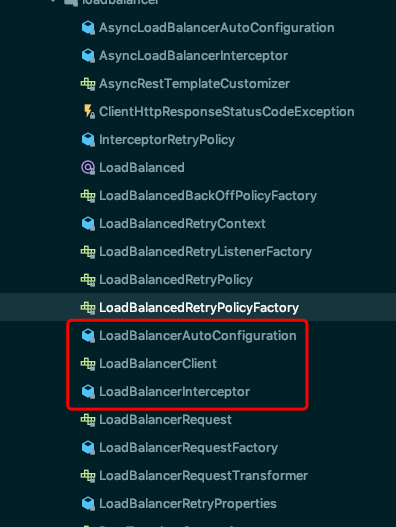 loadbalancer
AsyncLoadBalancerAutoConfiguration
AsyncLoadBalancerInterceptor
AsyncRestTemplateCustomizer
ClientHttpResponseStatusCodeException
InterceptorRetryPolicy
LoadBalanced
LoadBalancedBackOffPolicyFactory
LoadBalancedRetryContext
LoadBalancedRetryListenerFactory
LoadBalancedRetryPolicy
LoadBalancedRetryPolicyFactory
LoadBalancerAutoConfiguration
LoadBalancerClient
LoadBalancerInterceptor
LoadBalancerRequest
LoadBalancerRequestFactory
LoadBalancerRequestTransformer
LoadBalancerRetryProperties